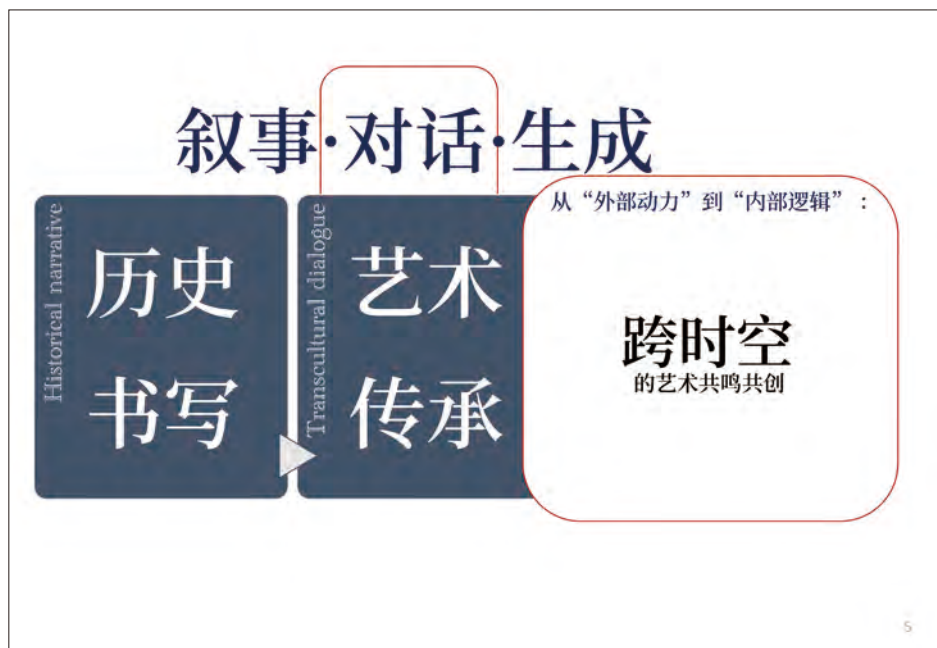 叙事·对话·生成
Historical narrative
历史
书写
Transcultural dialogue
艺术
传承
从“外部动力”到“内部逻辑”：
跨时空
的艺术共鸣共创
5